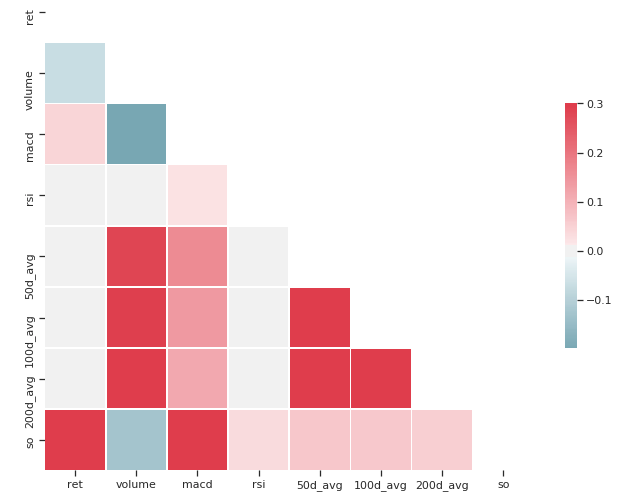 ret
volume
macd
rsi
50d_avg
100d_avg
200d_avg
so
ret
volume
macd
rsi
50d_avg
100d_avg
200d_avg
so
0.3
0.2
0.1
0.0
−0.1